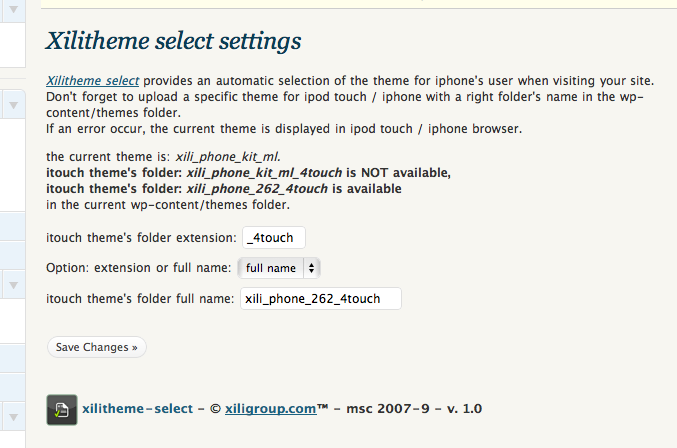 Xilitheme select settings
Xilitheme select provides an automatic selection of the theme for iphone's user when visiting your site.
Don't forget to upload a specific theme for ipod touch / iphone with a right folder's name in the wp-
content/themes folder.
If an error occur, the current theme is displayed in ipod touch / iphone browser.
the current theme is: xili_phone_kit_ml.
itouch theme's folder: xili_phone_kit_ml_4touch is NOT available,
itouch theme's folder: xili_phone_262_4touch is available
in the current wp-content/themes folder.
itouch theme's folder extension: _4touch
Option: extension or full name: full name
itouch theme's folder full name: xili_phone_262_4touch
Save Changes »
xilitheme-select - © xiligroup.com™ - msc 2007-9 - v. 1.0